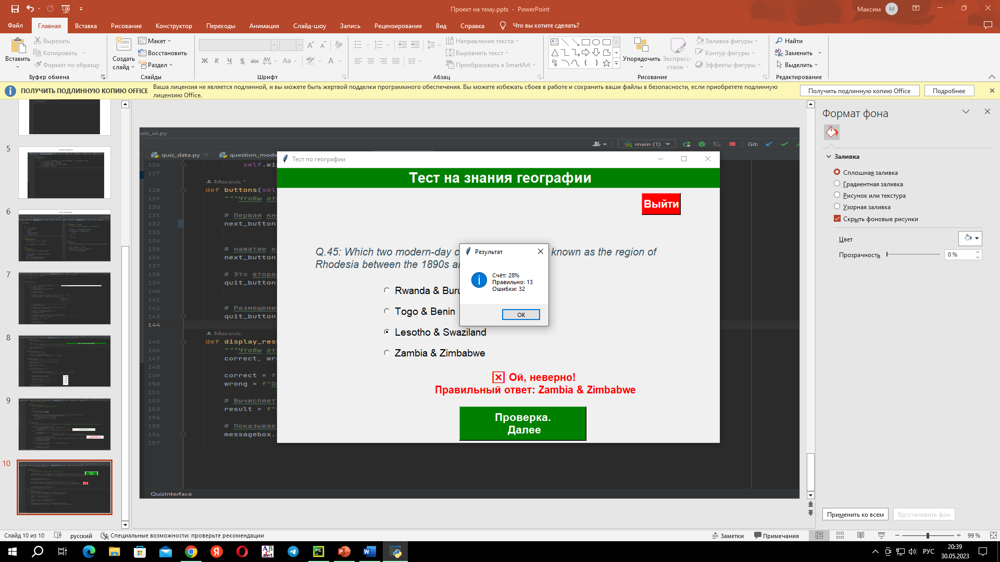 Проект на тему.pptx - PowerPoint
Максим
М
Файл
Главная
Вставка
Рисование
Конструктор
Переходы
Анимация
Слайд-шоу
Запись
Рецензирование
Вид
Справка
Что вы хотите сделать?
Вставить
Вырезать
Копировать
Формат по образцу
Буфер обмена
Создать слайд
Макет
Восстановить
Раздел
Слайды
Ж К Ч S abc AV Aa
Шрифт
Направление текста
Выровнять текст
Преобразовать в SmartArt
Абзац
Упорядочить
Экспресс-стили
Заливка фигуры
Контур фигуры
Эффекты фигуры
Рисование
Найти
Заменить
Выделить
Редактирование
ПОЛУЧИТЬ ПОДЛИННУЮ КОПИЮ OFFICE
Ваша лицензия не является подлинной, и вы можете быть жертвой подделки программного обеспечения. Вы можете избежать сбоев в работе и сохранить ваши файлы в безопасности, если приобретете подлинную
лицензию Office.
Получить подлинную копию Office
Подробнее
5
6
7
8
9
10
uiz_ui.py
main (1)
Git:
quiz_data.py
question_mode
126 self.wi
127
Moxovic *
128 def buttons(sel
129 """Чтобы от
130
131 # Первая кн
132 next_button
133
134
135 # нажатие к
136 next_button
137
138 # Это втора
139 quit_button
140
141
142 # Размещени
143 quit_button
144
Moxovic
145 def display_res
146 """Чтобы от
147 correct, wr
148
149 correct = f
150 wrong = f"О
151
152 # Вычисляет
153 result = f"
154
155 # Показывае
156 messagebox.
157
QuizInterface
Тест по географии
Тест на знания географии
Выйти
Q.45: Which two modern-day c
known as the region of
Rhodesia between the 1890s a
Rwanda & Buru
Togo & Benin
Lesotho & Swaziland
Zambia & Zimbabwe
Ой, неверно!
Правильный ответ: Zambia & Zimbabwe
Проверка.
Далее
Результат
Счёт: 28%
Правильно: 13
Ошибки: 32
ОК
Формат фона
Заливка
Сплошная заливка
Градиентная заливка
Рисунок или текстура
Узорная заливка
Скрыть фоновые рисунки
Цвет
Прозрачность
0 %
Применить ко всем
Восстановить фон
Слайд 10 из 10
русский
Специальные возможности: проверьте рекомендации
Заметки
Примечания
99 %
РУС
20:39
30.05.2023